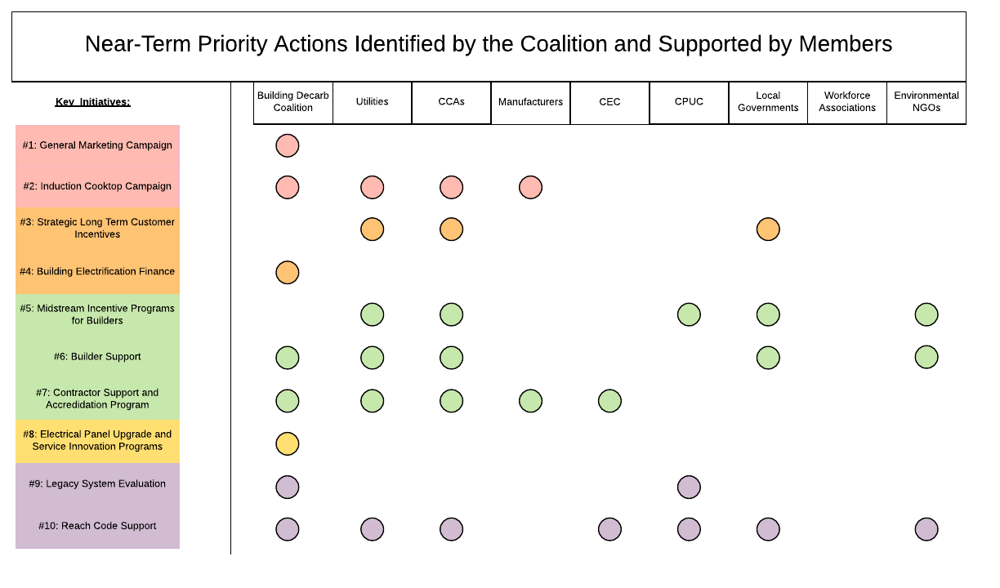 Near-Term Priority Actions Identified by the Coalition and Supported by Members
Key Initiatives:
Building Decarb
Coalition
Utilities
CCAs
Manufacturers
CEC
CPUC
Local
Governments
Workforce
Associations
Environmental
NGOs
#1: General Marketing Campaign
#2: Induction Cooktop Campaign
#3: Strategic Long Term Customer
Incentives
#4: Building Electrification Finance
#5: Midstream Incentive Programs
for Builders
#6: Builder Support
#7: Contractor Support and
Accredidation Program
#8: Electrical Panel Upgrade and
Service Innovation Programs
#9: Legacy System Evaluation
#10: Reach Code Support